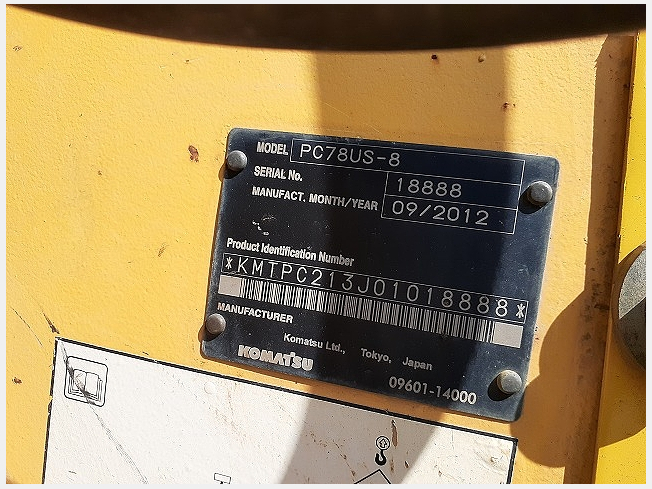 MODEL PC78US-8
SERIAL No. 18888
MANUFACT. MONTH/YEAR 09/2012
Product Identification Number
*KMTPC213J01018888*
MANUFACTURER
Komatsu Ltd., Tokyo, Japan
KOMATSU
09601-14000